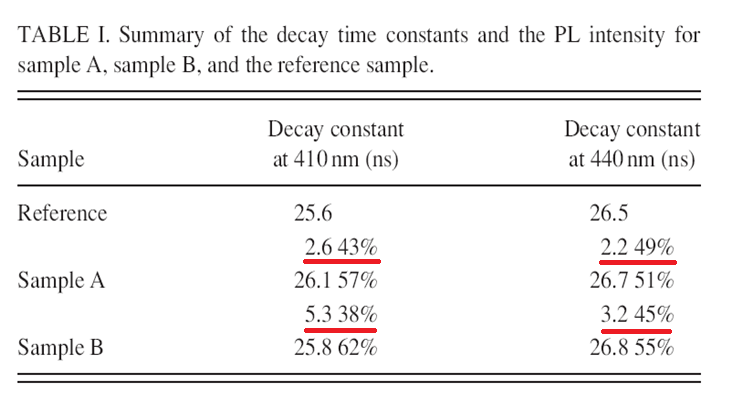 TABLE I. Summary of the decay time constants and the PL intensity for
sample A, sample B, and the reference sample.
Decay constant Decay constant
Sample at 410 nm (ns) at 440 nm (ns)
Reference 25.6 26.5
2.6 43% 2.2 49%
Sample A 26.1 57% 26.7 51%
5.3 38% 3.2 45%
Sample B 25.8 62% 26.8 55%